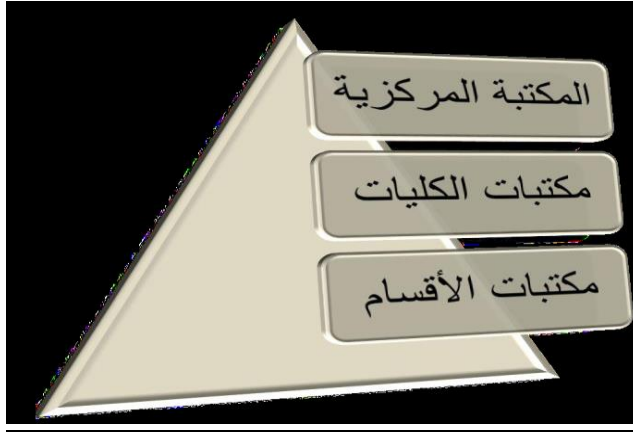 المكتبة المركزية
مكتبات الكليات
مكتبات الأقسام